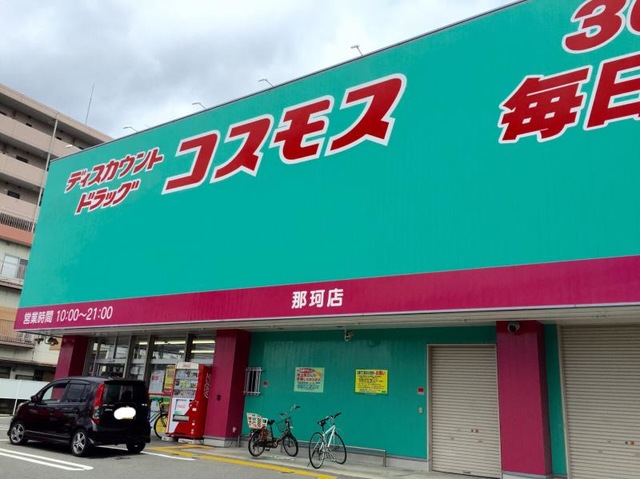 ディスカウント
ドラッグ
コスモス
36
毎日
営業時間 10:00〜21:00
那珂店